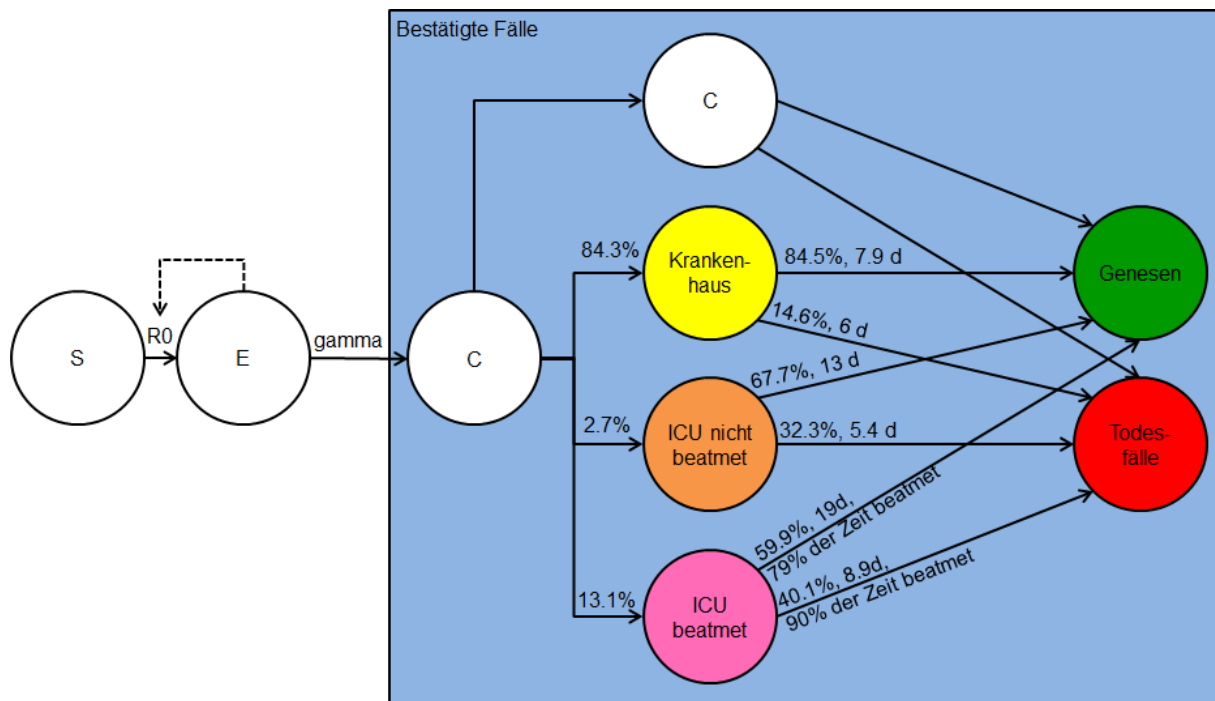 Bestätigte Fälle
C
84.3%
Kranken-
haus
84.5%, 7.9 d
14.6%, 6 d
Genesen
S
R0
E
gamma
C
67.7%, 13 d
2.7%
ICU nicht
beatmet
32.3%, 5.4 d
Todes-
fälle
59.9%, 19d,
79% der Zeit beatmet
13.1%
ICU
beatmet
40.1%, 8.9d,
90% der Zeit beatmet